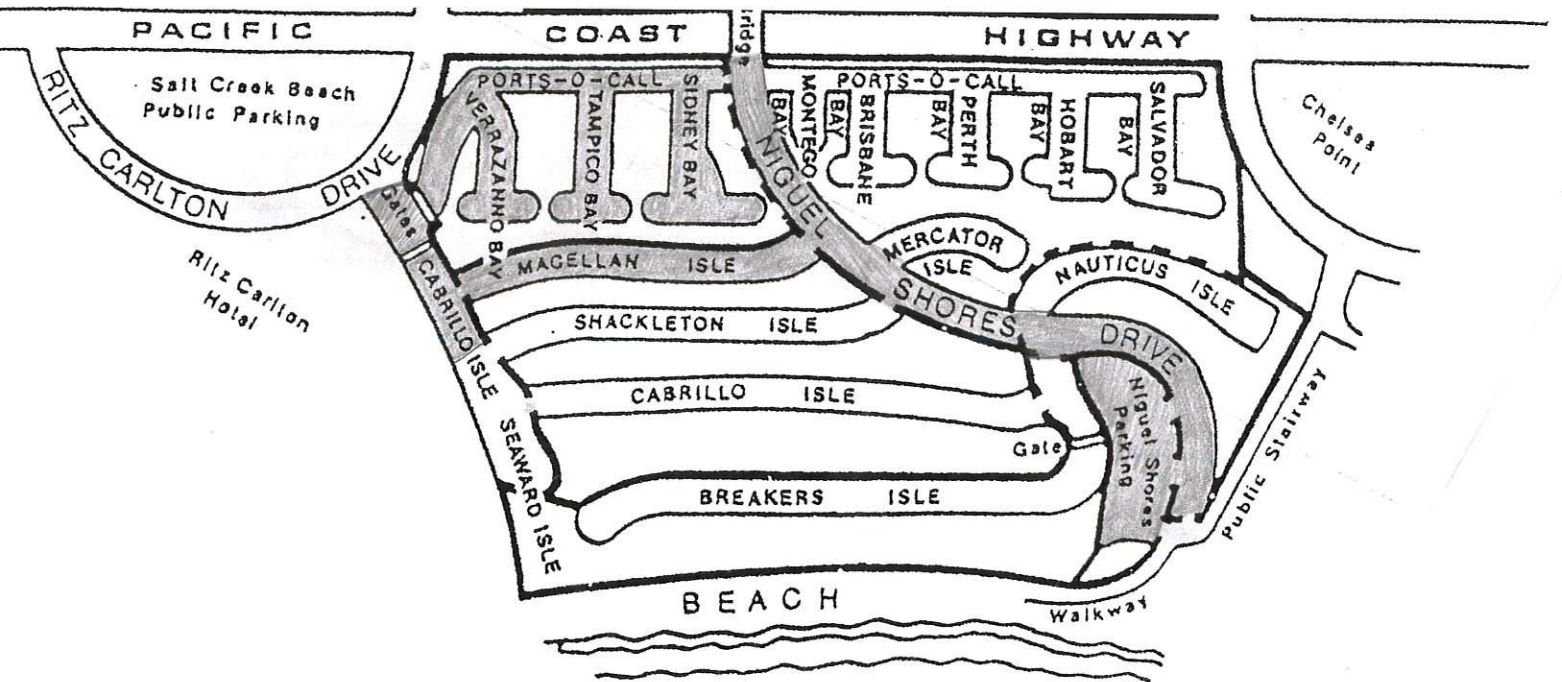 PACIFIC COAST HIGHWAY
ridge
Salt Creek Beach
Public Parking
RITZ CARLTON DRIVE
Ritz Carlton
Hotel
Gates
PORTS-O-CALL
VERRAZANNO BAY
TAMPICO BAY
SIDNEY BAY
PORTS-O-CALL
MONTEGO
BAY
BRISBANE
BAY
PERTH
BAY
HOBART
BAY
SALVADOR
BAY
Chelsea
Point
NIGUEL SHORES DRIVE
MERCATOR
ISLE
NAUTICUS ISLE
MAGELLAN ISLE
CABRILLO ISLE
SHACKLETON ISLE
CABRILLO ISLE
SEAWARD ISLE
BREAKERS ISLE
Gate
Niguel Shores
Parking
Public Stairway
Walkway
BEACH